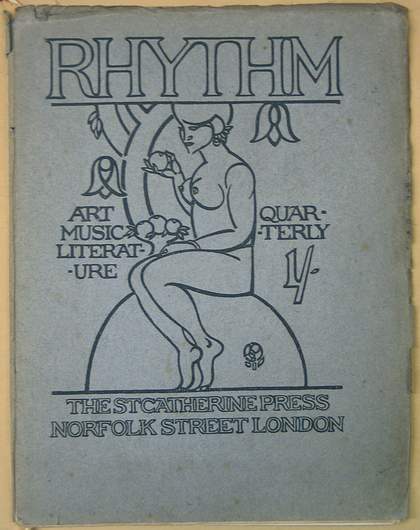 RHYTHM
ART
MUSIC
LITERAT-
-URE
QUAR-
-TERLY
1/-
THE ST CATHERINE PRESS
NORFOLK STREET LONDON